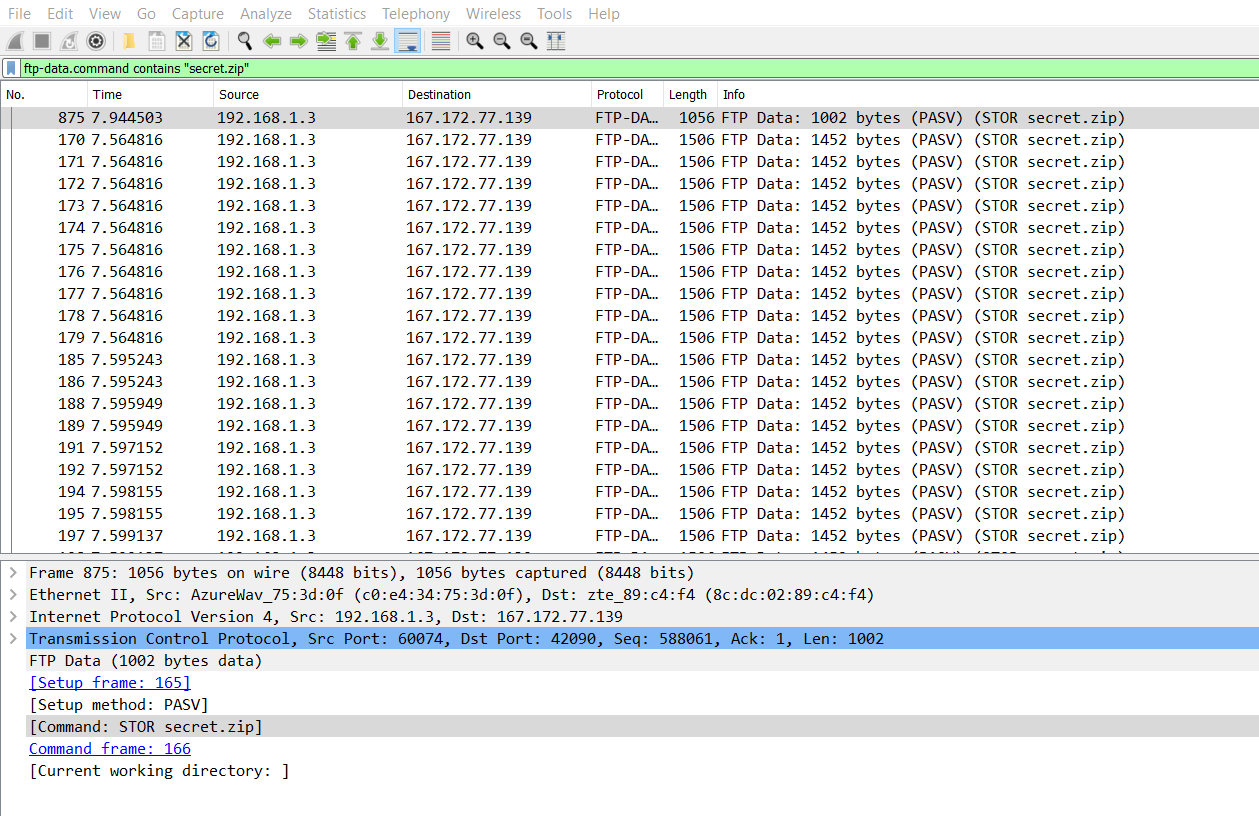 File Edit View Go Capture Analyze Statistics Telephony Wireless Tools Help
ftp-data.command contains "secret.zip"
No. Time Source Destination Protocol Length Info
875 7.944503 192.168.1.3 167.172.77.139 FTP-DA… 1056 FTP Data: 1002 bytes (PASV) (STOR secret.zip)
170 7.564816 192.168.1.3 167.172.77.139 FTP-DA… 1506 FTP Data: 1452 bytes (PASV) (STOR secret.zip)
171 7.564816 192.168.1.3 167.172.77.139 FTP-DA… 1506 FTP Data: 1452 bytes (PASV) (STOR secret.zip)
172 7.564816 192.168.1.3 167.172.77.139 FTP-DA… 1506 FTP Data: 1452 bytes (PASV) (STOR secret.zip)
173 7.564816 192.168.1.3 167.172.77.139 FTP-DA… 1506 FTP Data: 1452 bytes (PASV) (STOR secret.zip)
174 7.564816 192.168.1.3 167.172.77.139 FTP-DA… 1506 FTP Data: 1452 bytes (PASV) (STOR secret.zip)
175 7.564816 192.168.1.3 167.172.77.139 FTP-DA… 1506 FTP Data: 1452 bytes (PASV) (STOR secret.zip)
176 7.564816 192.168.1.3 167.172.77.139 FTP-DA… 1506 FTP Data: 1452 bytes (PASV) (STOR secret.zip)
177 7.564816 192.168.1.3 167.172.77.139 FTP-DA… 1506 FTP Data: 1452 bytes (PASV) (STOR secret.zip)
178 7.564816 192.168.1.3 167.172.77.139 FTP-DA… 1506 FTP Data: 1452 bytes (PASV) (STOR secret.zip)
179 7.564816 192.168.1.3 167.172.77.139 FTP-DA… 1506 FTP Data: 1452 bytes (PASV) (STOR secret.zip)
185 7.595243 192.168.1.3 167.172.77.139 FTP-DA… 1506 FTP Data: 1452 bytes (PASV) (STOR secret.zip)
186 7.595243 192.168.1.3 167.172.77.139 FTP-DA… 1506 FTP Data: 1452 bytes (PASV) (STOR secret.zip)
188 7.595949 192.168.1.3 167.172.77.139 FTP-DA… 1506 FTP Data: 1452 bytes (PASV) (STOR secret.zip)
189 7.595949 192.168.1.3 167.172.77.139 FTP-DA… 1506 FTP Data: 1452 bytes (PASV) (STOR secret.zip)
191 7.597152 192.168.1.3 167.172.77.139 FTP-DA… 1506 FTP Data: 1452 bytes (PASV) (STOR secret.zip)
192 7.597152 192.168.1.3 167.172.77.139 FTP-DA… 1506 FTP Data: 1452 bytes (PASV) (STOR secret.zip)
194 7.598155 192.168.1.3 167.172.77.139 FTP-DA… 1506 FTP Data: 1452 bytes (PASV) (STOR secret.zip)
195 7.598155 192.168.1.3 167.172.77.139 FTP-DA… 1506 FTP Data: 1452 bytes (PASV) (STOR secret.zip)
197 7.599137 192.168.1.3 167.172.77.139 FTP-DA… 1506 FTP Data: 1452 bytes (PASV) (STOR secret.zip)
Frame 875: 1056 bytes on wire (8448 bits), 1056 bytes captured (8448 bits)
Ethernet II, Src: AzureWav_75:3d:0f (c0:e4:34:75:3d:0f), Dst: zte_89:c4:f4 (8c:dc:02:89:c4:f4)
Internet Protocol Version 4, Src: 192.168.1.3, Dst: 167.172.77.139
Transmission Control Protocol, Src Port: 60074, Dst Port: 42090, Seq: 588061, Ack: 1, Len: 1002
FTP Data (1002 bytes data)
[Setup frame: 165]
[Setup method: PASV]
[Command: STOR secret.zip]
Command frame: 166
[Current working directory: ]